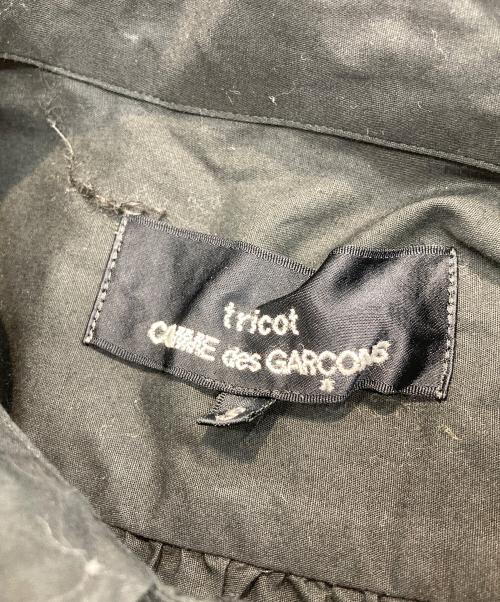 tricot
COMME des GARCONS
*